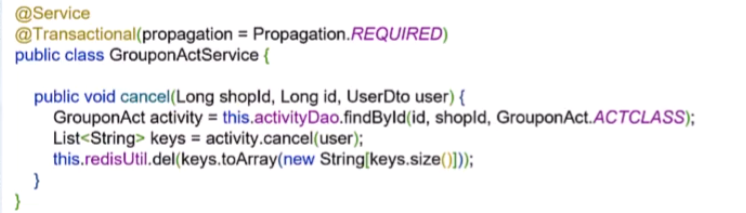 @Service
@Transactional(propagation = Propagation.REQUIRED)
public class GrouponActService {
public void cancel(Long shopId, Long id, UserDto user) {
GrouponAct activity = this.activityDao.findById(id, shopId, GrouponAct.ACTCLASS);
List<String> keys = activity.cancel(user);
this.redisUtil.del(keys.toArray(new String[keys.size()]));
}
}